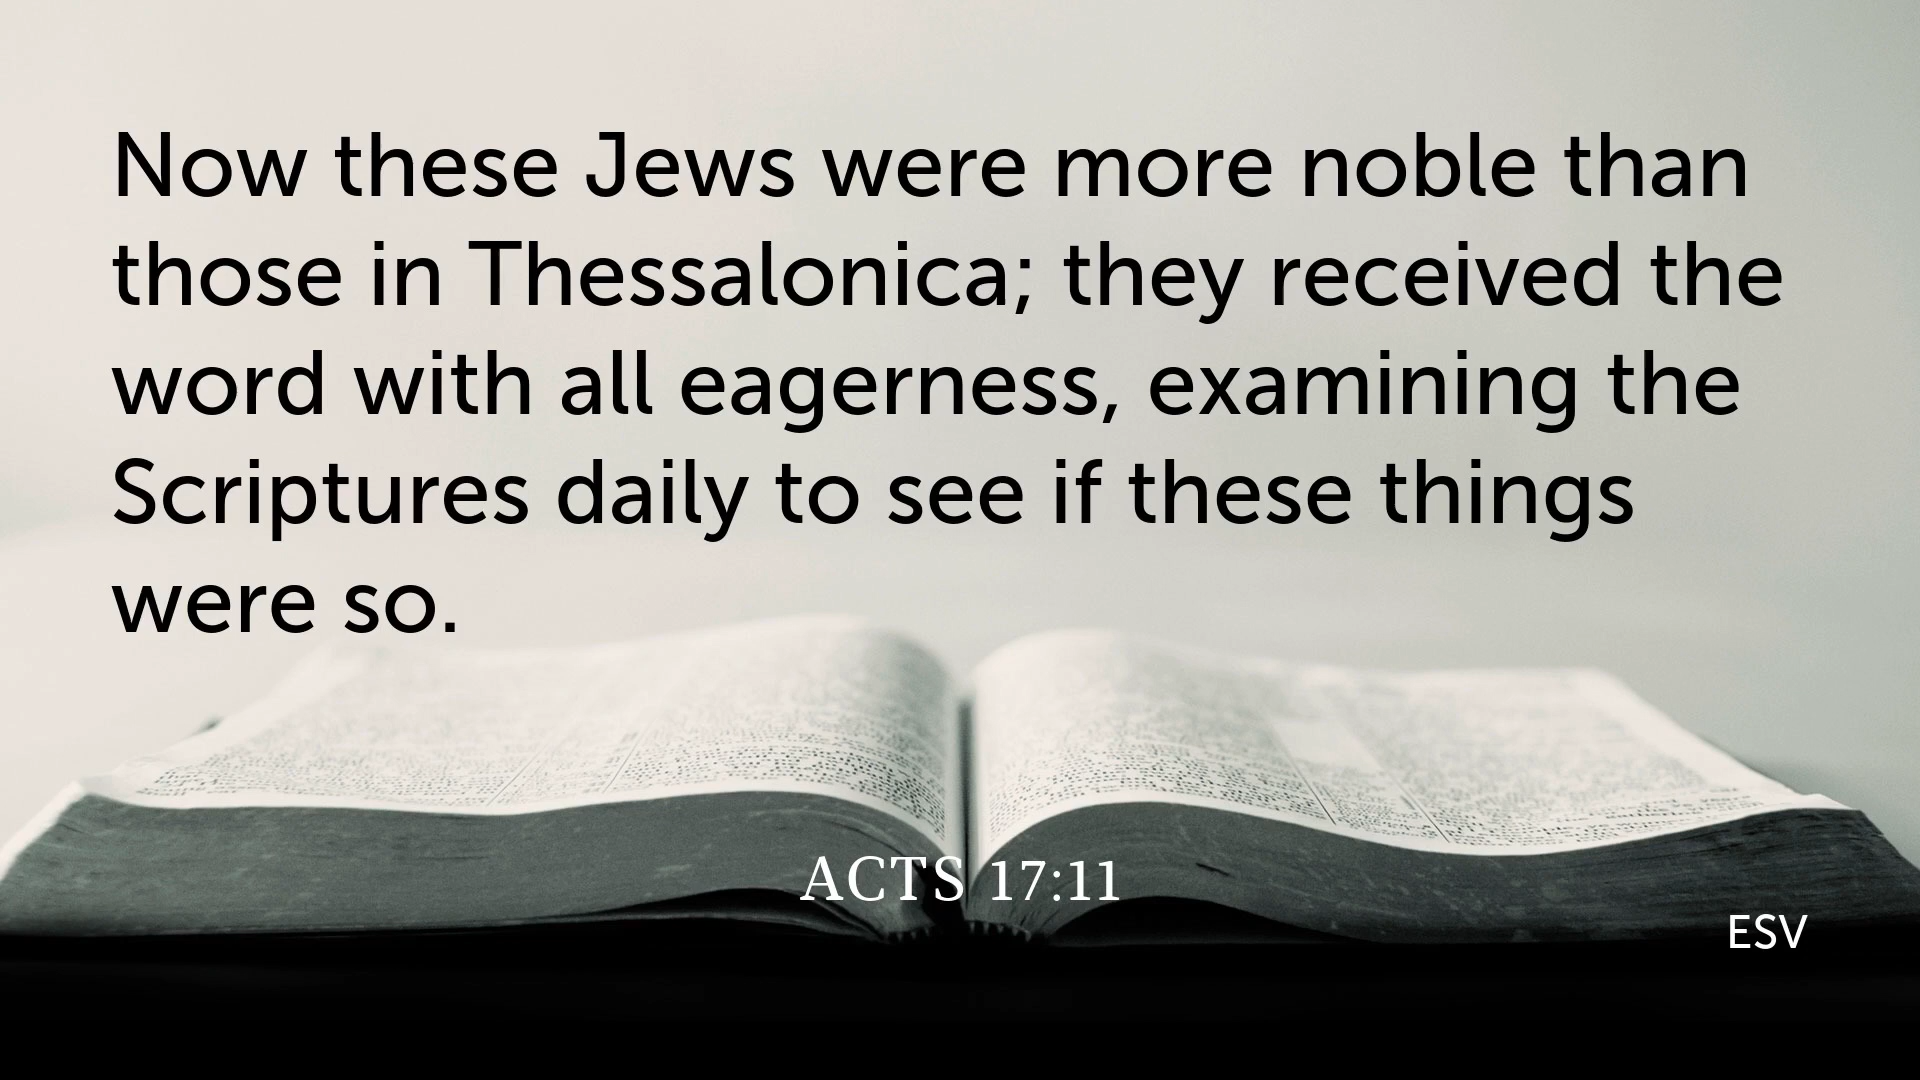 Now these Jews were more noble than
those in Thessalonica; they received the
word with all eagerness, examining the
Scriptures daily to see if these things
were so.
ACTS 17:11
ESV